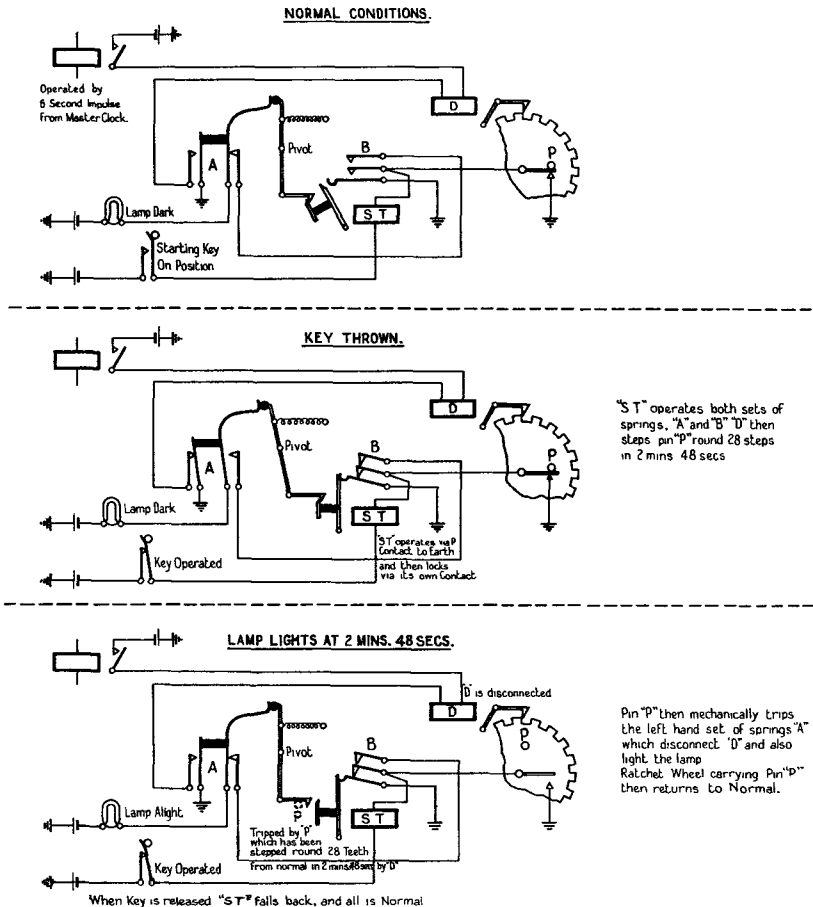 NORMAL CONDITIONS.
Operated by
6 Second Impulse
From Master Clock.
D
P
B
Pivot
A
S T
Lamp Dark
Starting Key
On Position
KEY THROWN.
D
P
B
Pivot
A
S T
Lamp Dark
"ST" operates via P
Contact to Earth
and then locks
via its own Contact
Key Operated
"S T" operates both sets of
springs, "A" and "B" "D" then
steps pin "P" round 28 steps
in 2 mins 48 secs
LAMP LIGHTS AT 2 MINS. 48 SECS.
"D" is disconnected
D
P
B
Pivot
A
P
S T
Lamp Alight
Tripped by "P"
which has been
stepped round 28 Teeth
from normal in 2 mins 48 sec by "D"
Key Operated
Pin "P" then mechanically trips
the left hand set of springs "A"
which disconnect "D" and also
light the lamp
Ratchet Wheel carrying Pin "P"
then returns to Normal.
When Key is released "S T" falls back, and all is Normal